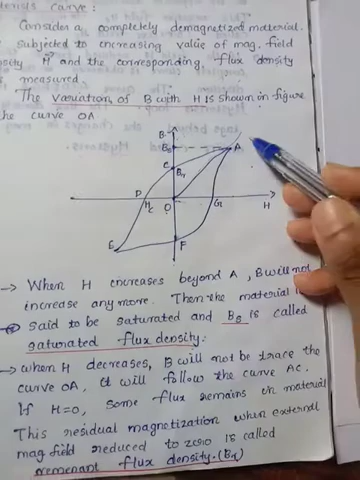 materials curve:
Consider a completely demagnetized material.
subjected to increasing value of mag. field
H and the corresponding flux density
measured.
The variation of B with H is shown in figure
the curve OA
B
Bs
A
C
Br
D
Hc
O
G
H
E
F
→ When H increases beyond A, B will not
increase any more. Then the material is
said to be saturated and Bs is called
saturated flux density.
→ when H decreases, B will not be trace the
curve OA, it will follow the curve AC.
If H=0, some flux remains in material
This residual magnetization when external
mag field reduced to zero is called
remenant flux density. (Br)